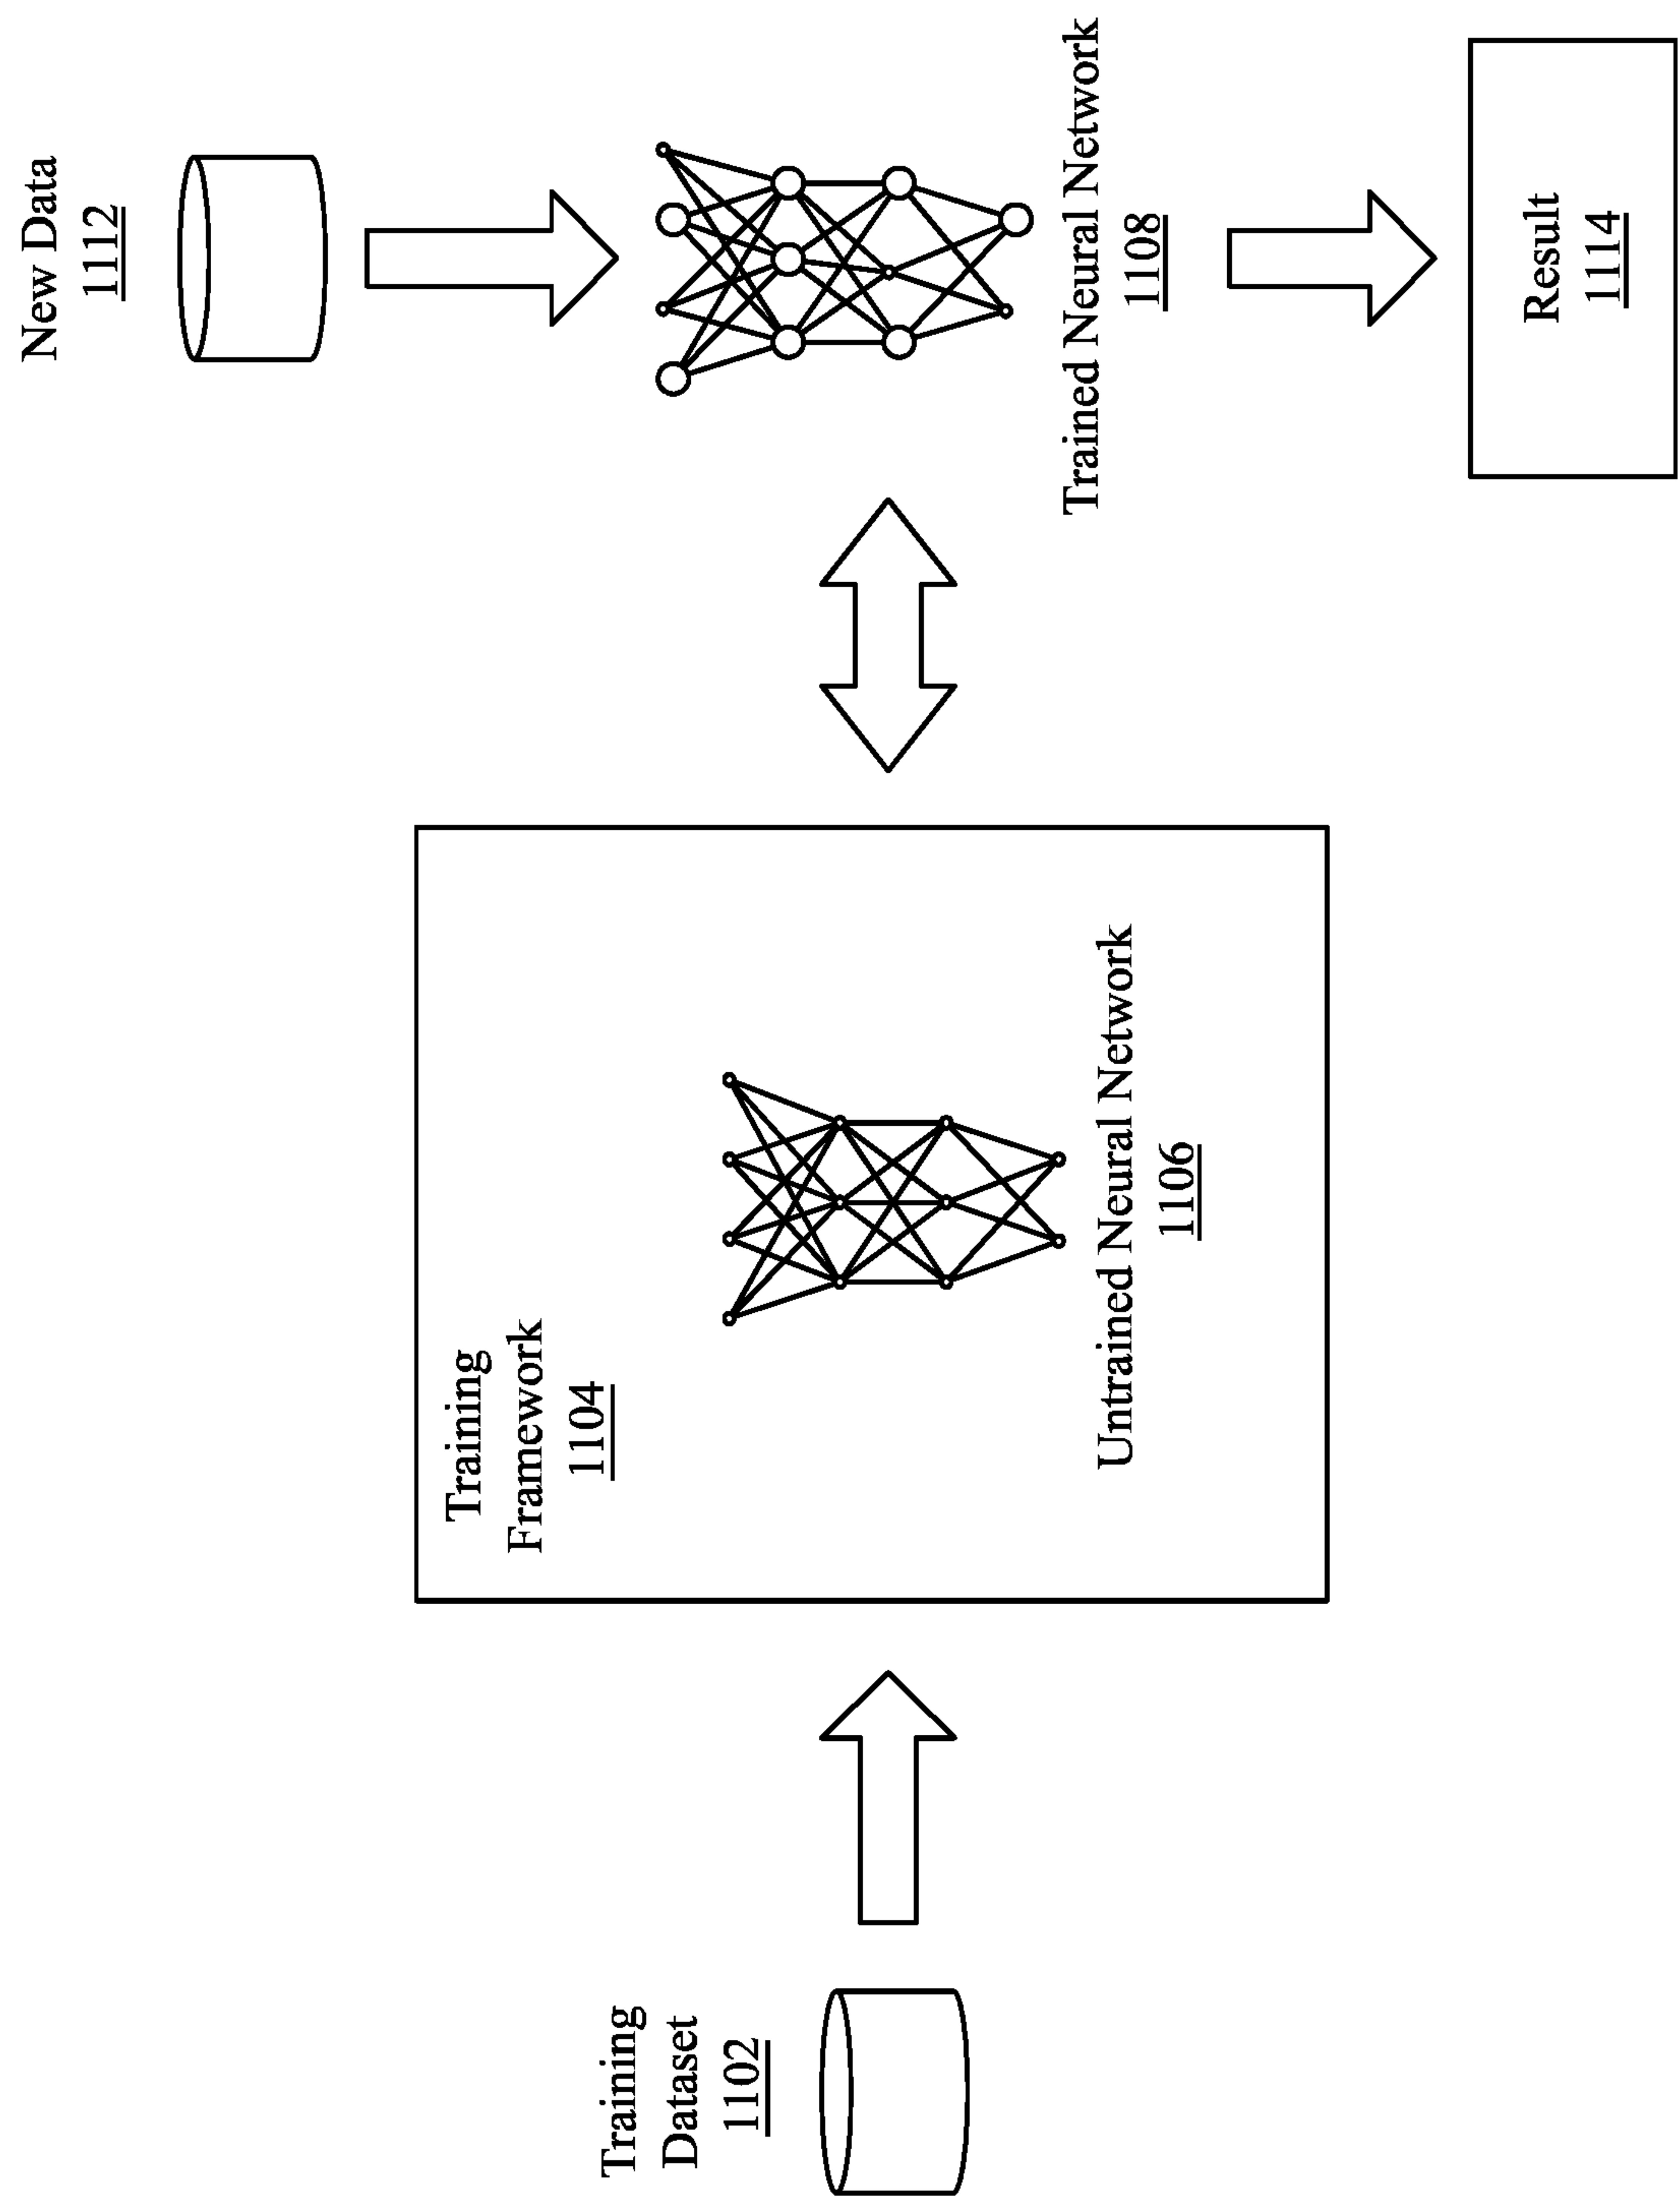 Training
Dataset
1102
Training
Framework
1104
Untrained Neural Network
1106
New Data
1112
Trained Neural Network
1108
Result
1114